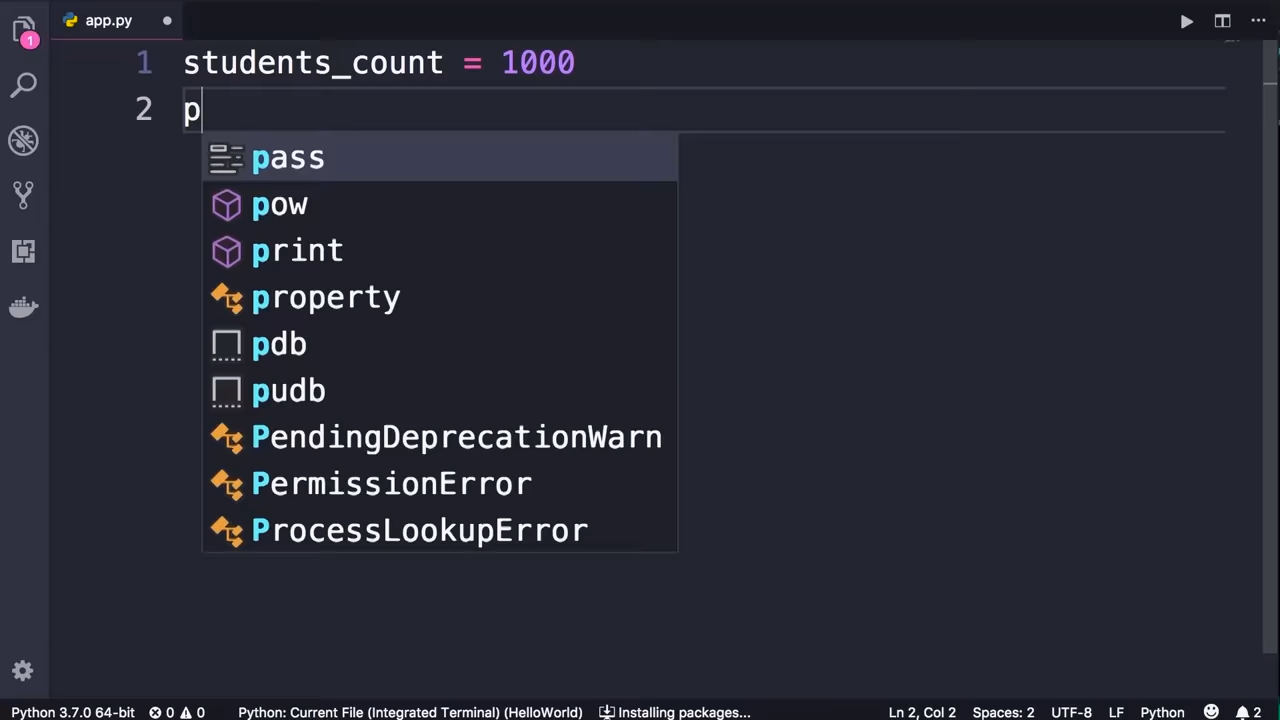 app.py
1
1 students_count = 1000
2 p
pass
pow
print
property
pdb
pudb
PendingDeprecationWarn
PermissionError
ProcessLookupError
Python 3.7.0 64-bit 0 0 Python: Current File (Integrated Terminal) (HelloWorld) Installing packages... Ln 2, Col 2 Spaces: 2 UTF-8 LF Python 2